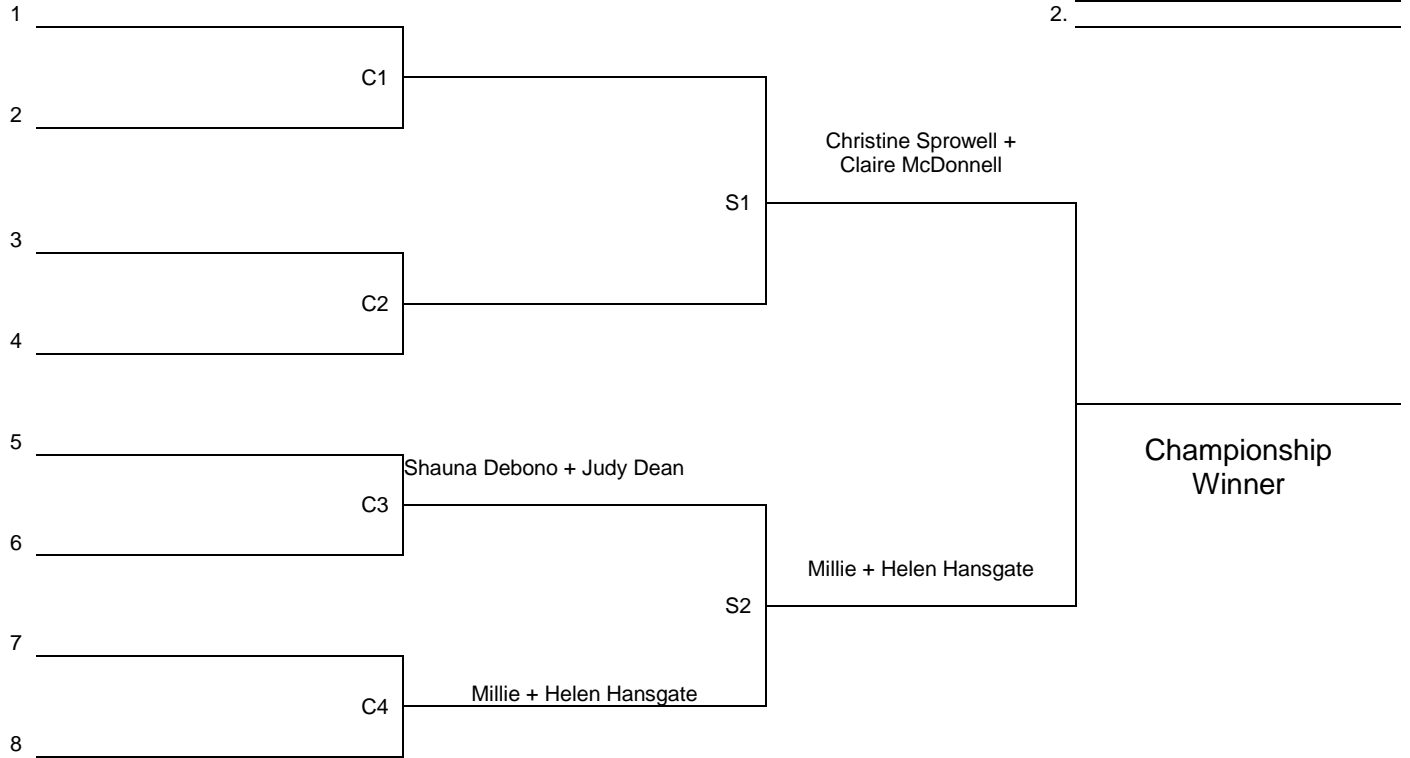 1
2.
C1
2
Christine Sprowell +
Claire McDonnell
S1
3
C2
4
5
Championship
Winner
Shauna Debono + Judy Dean
C3
6
Millie + Helen Hansgate
S2
7
Millie + Helen Hansgate
C4
8